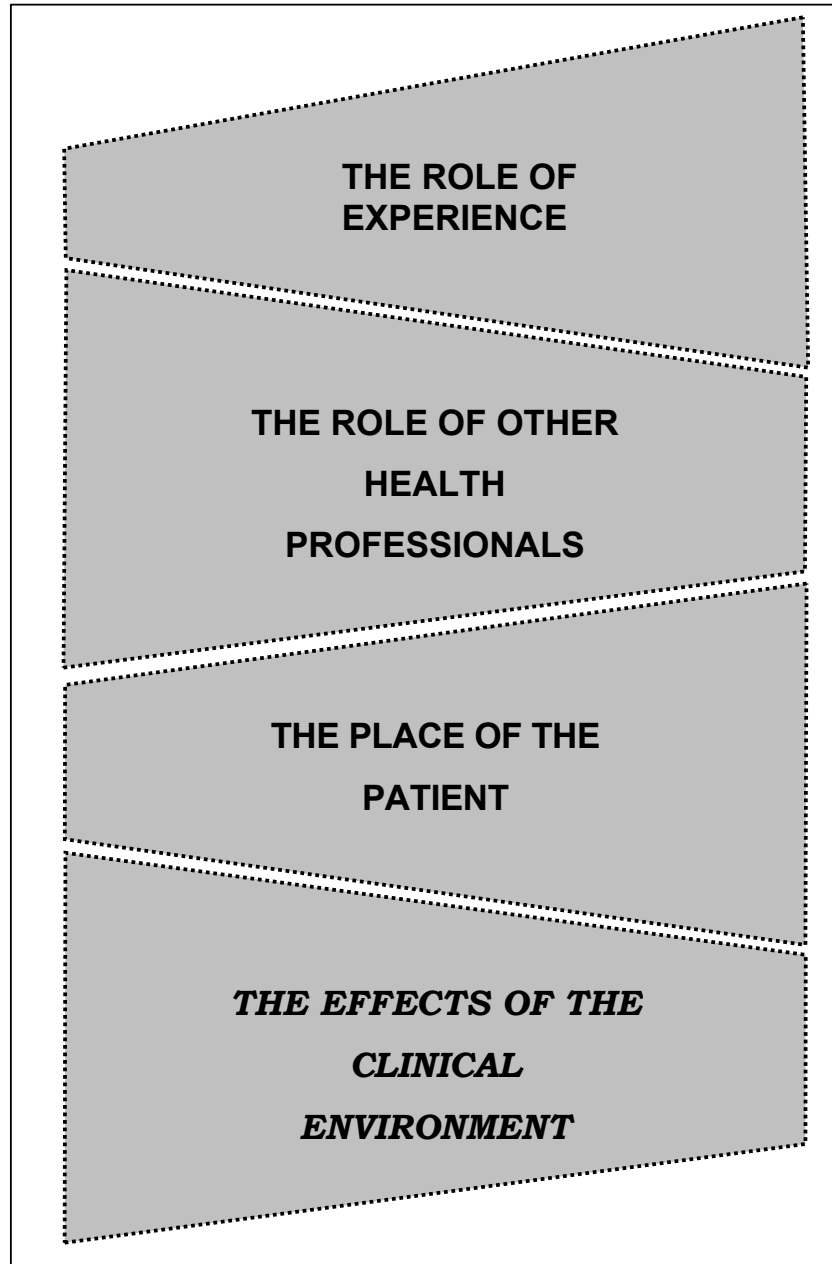 THE ROLE OF
EXPERIENCE
THE ROLE OF OTHER
HEALTH
PROFESSIONALS
THE PLACE OF THE
PATIENT
THE EFFECTS OF THE
CLINICAL
ENVIRONMENT